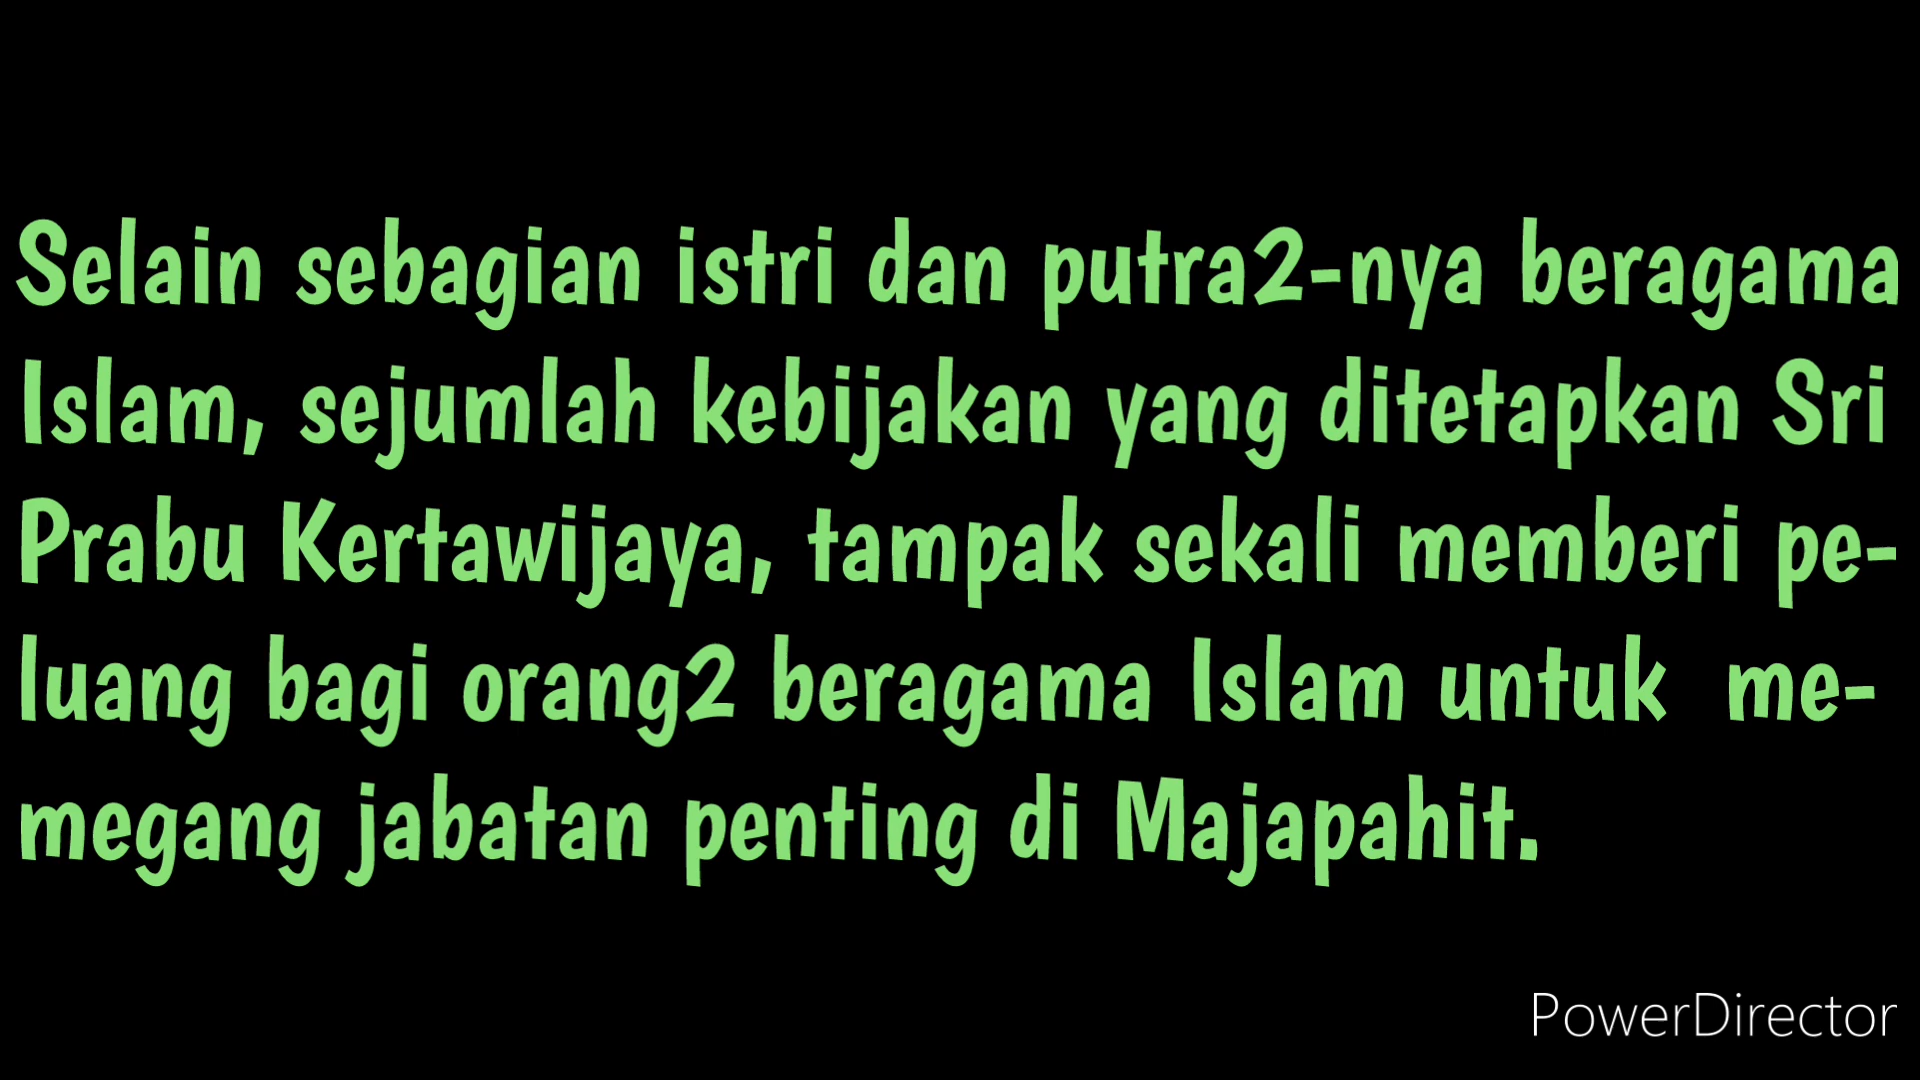 Selain sebagian istri dan putra2-nya beragama
Islam, sejumlah kebijakan yang ditetapkan Sri
Prabu Kertawijaya, tampak sekali memberi pe-
luang bagi orang2 beragama Islam untuk  me-
megang jabatan penting di Majapahit.
PowerDirector